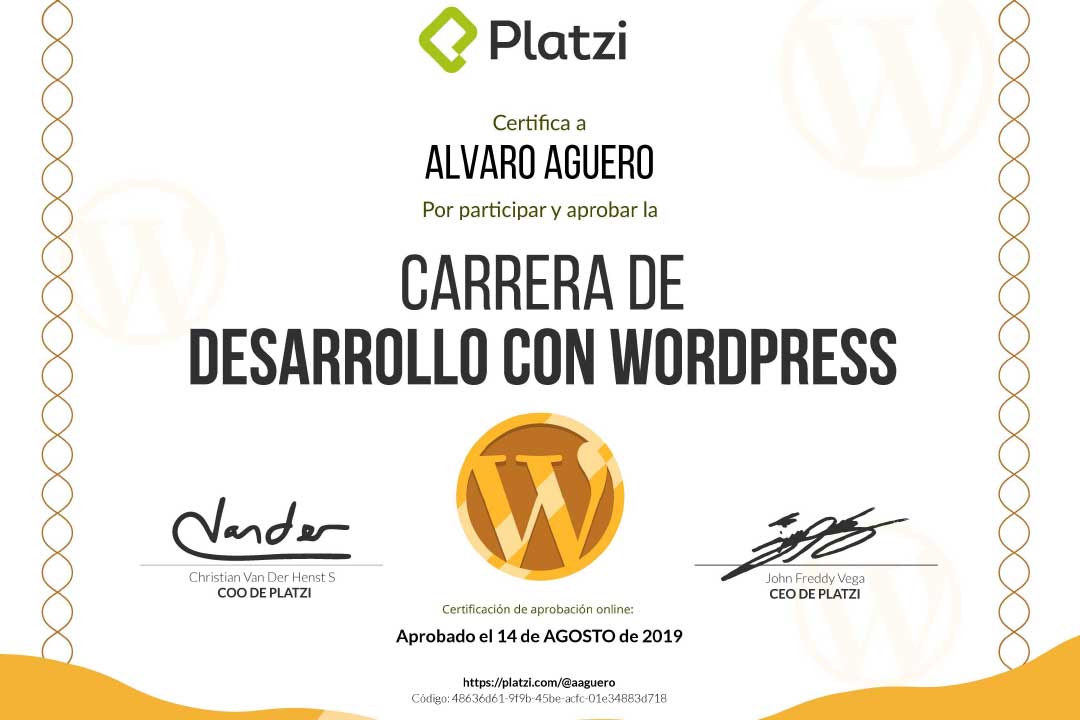 Platzi
Certifica a
ALVARO AGUERO
Por participar y aprobar la
CARRERA DE
DESARROLLO CON WORDPRESS
Vander
Christian Van Der Henst S
COO DE PLATZI
John Freddy Vega
CEO DE PLATZI
Certificación de aprobación online:
Aprobado el 14 de AGOSTO de 2019
https://platzi.com/@aaguero
Código: 48636d61-9f9b-45be-acfc-01e34883d718